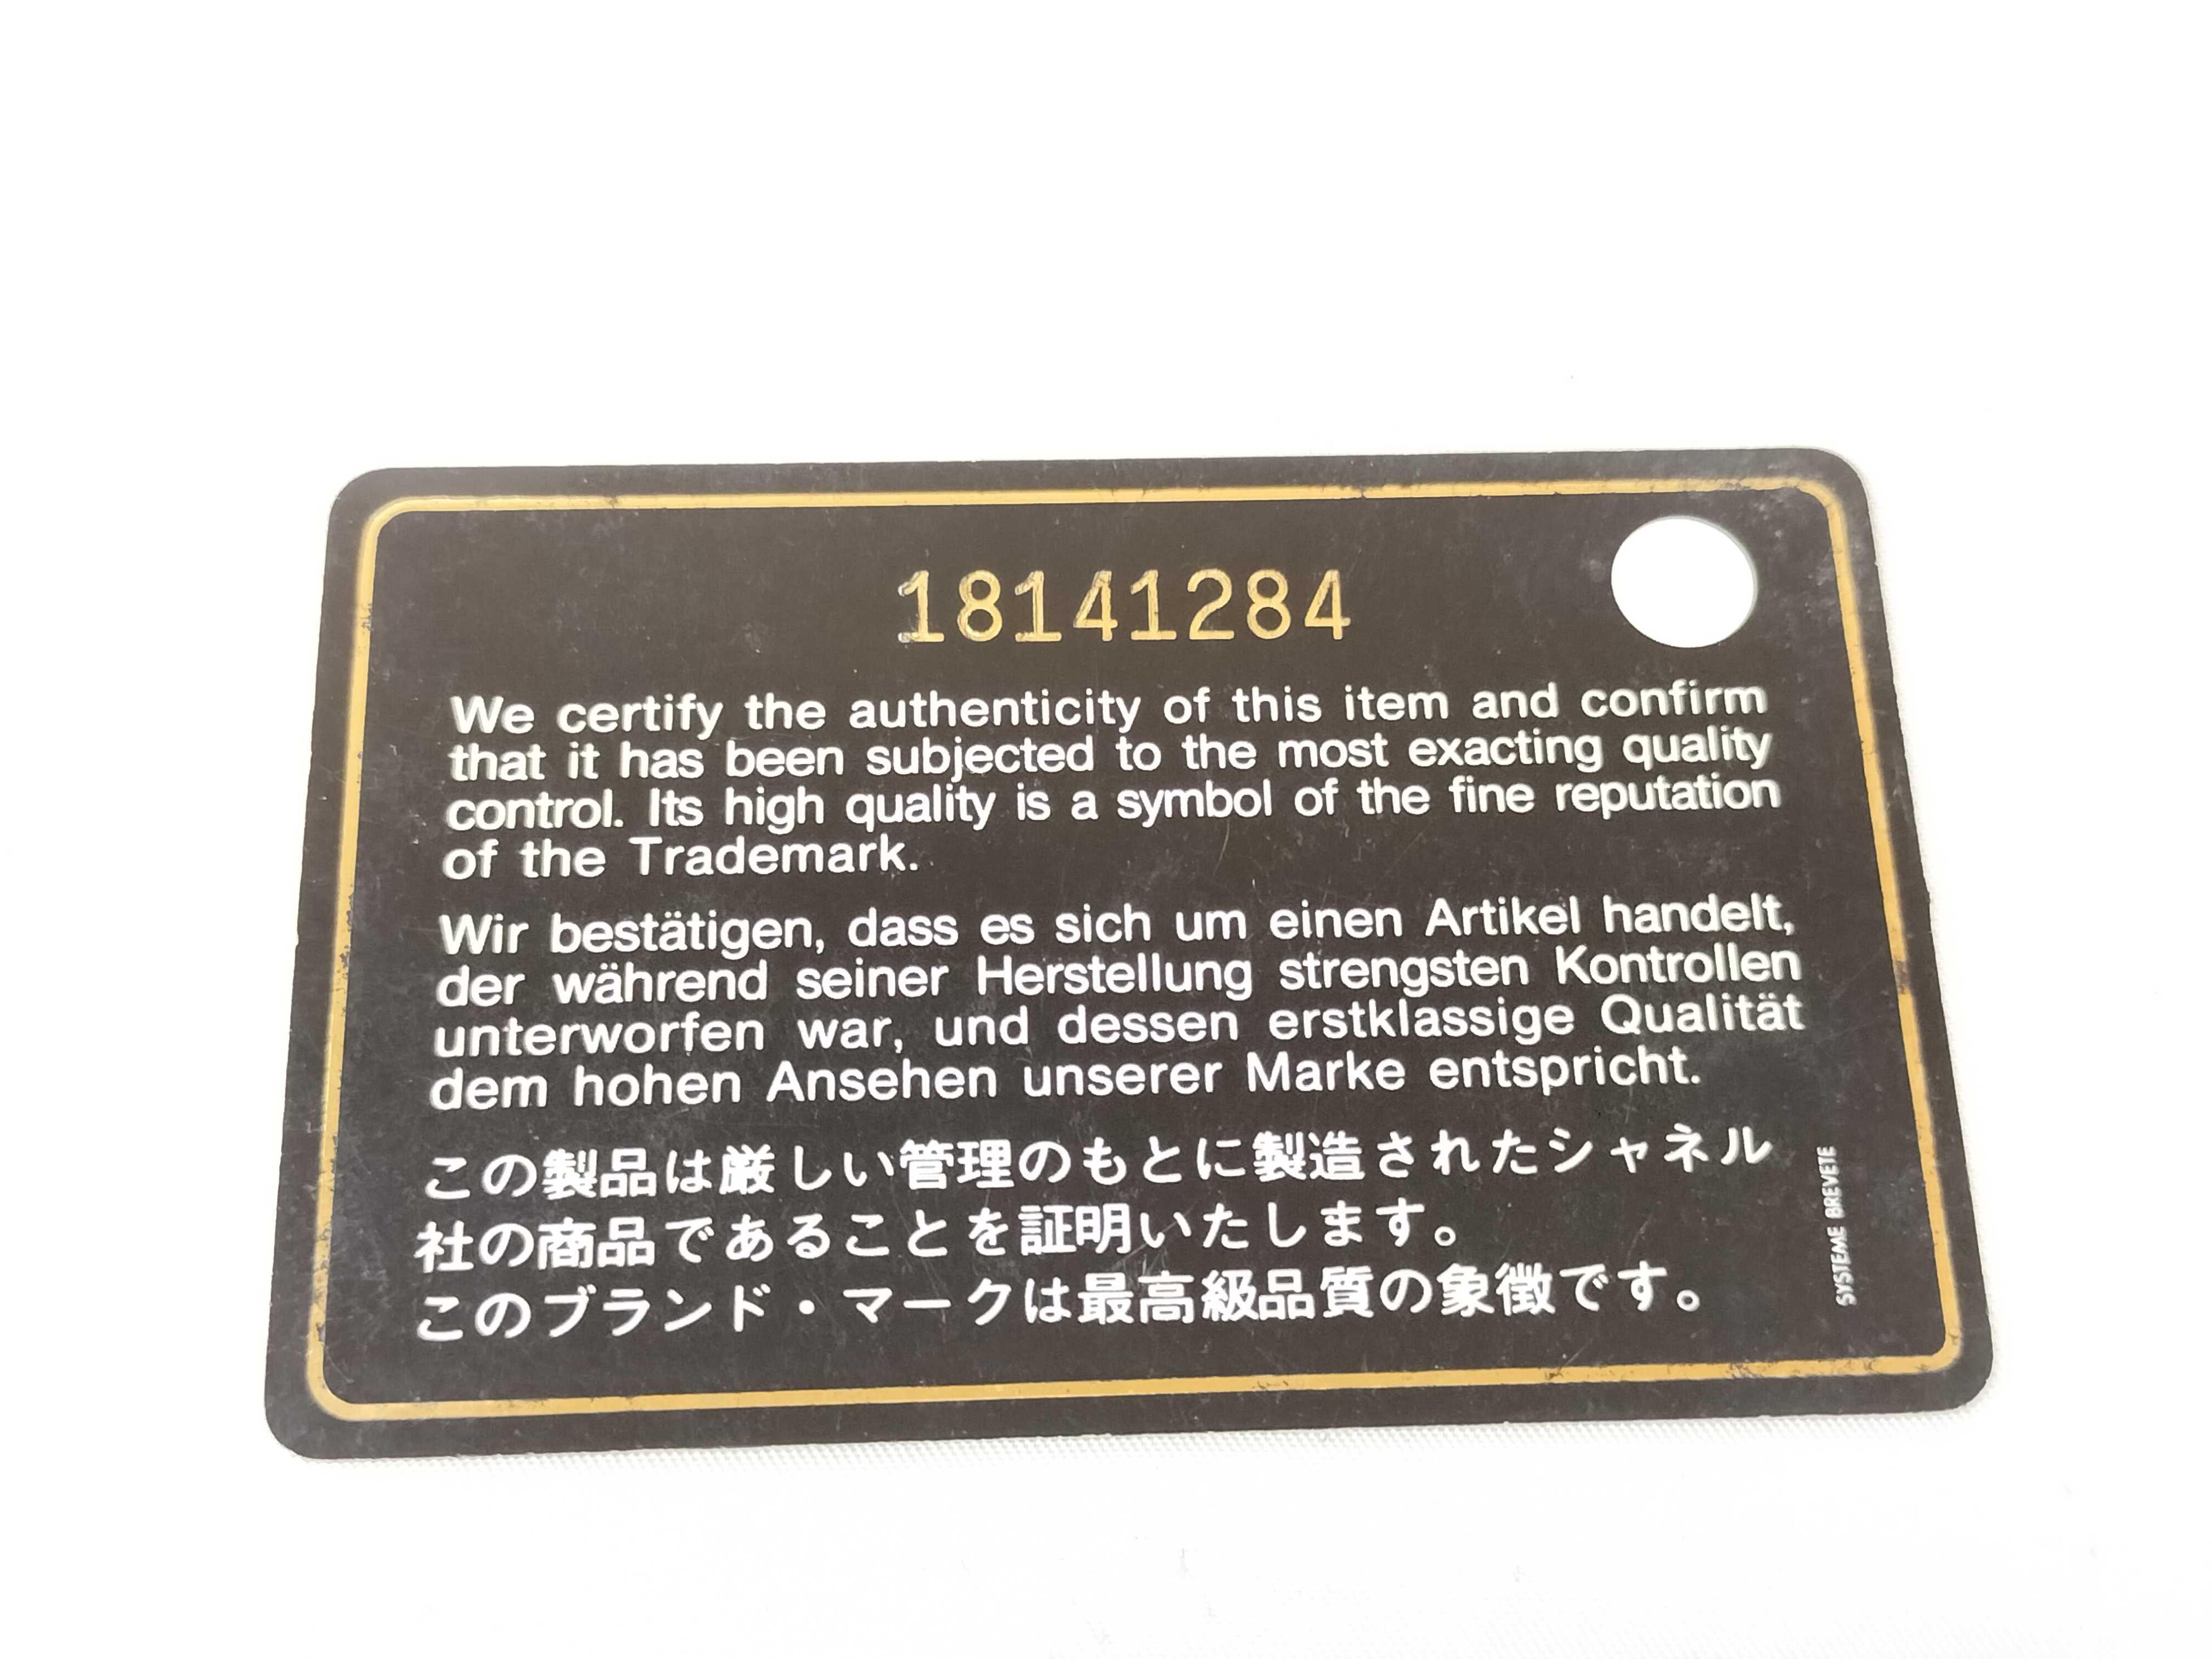 18141284
We certify the authenticity of this item and confirm
that it has been subjected to the most exacting quality
control. Its high quality is a symbol of the fine reputation
of the Trademark.
Wir bestätigen, dass es sich um einen Artikel handelt,
der während seiner Herstellung strengsten Kontrollen
unterworfen war, und dessen erstklassige Qualität
dem hohen Ansehen unserer Marke entspricht.
この製品は厳しい管理のもとに製造されたシャネル
社の商品であることを証明いたします。
このブランド・マークは最高級品質の象徴です。
SYSTEME BREVETE